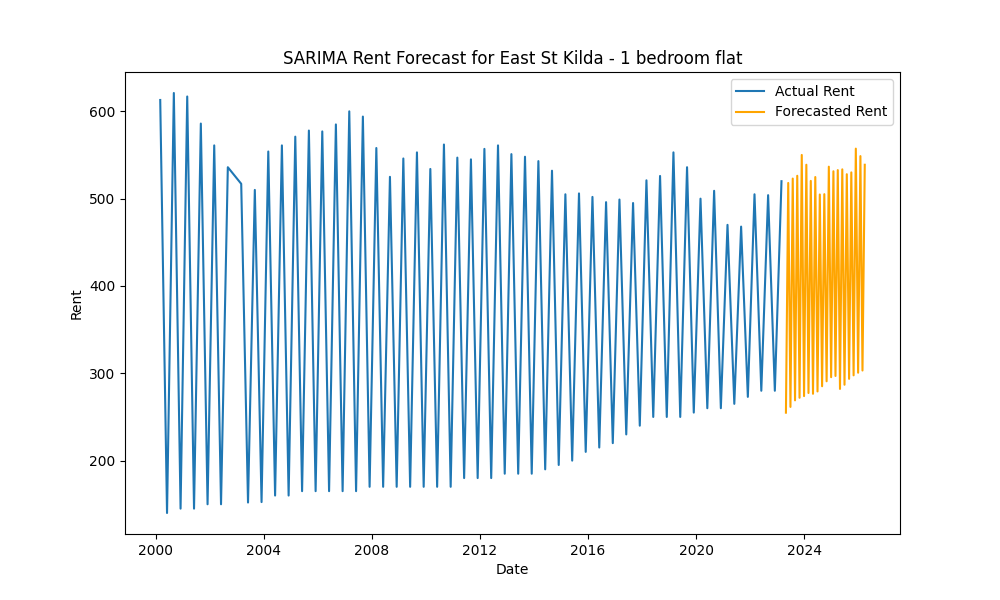 SARIMA Rent Forecast for East St Kilda - 1 bedroom flat
Actual Rent
Forecasted Rent
600
500
400
300
200
Rent
2000 2004 2008 2012 2016 2020 2024
Date